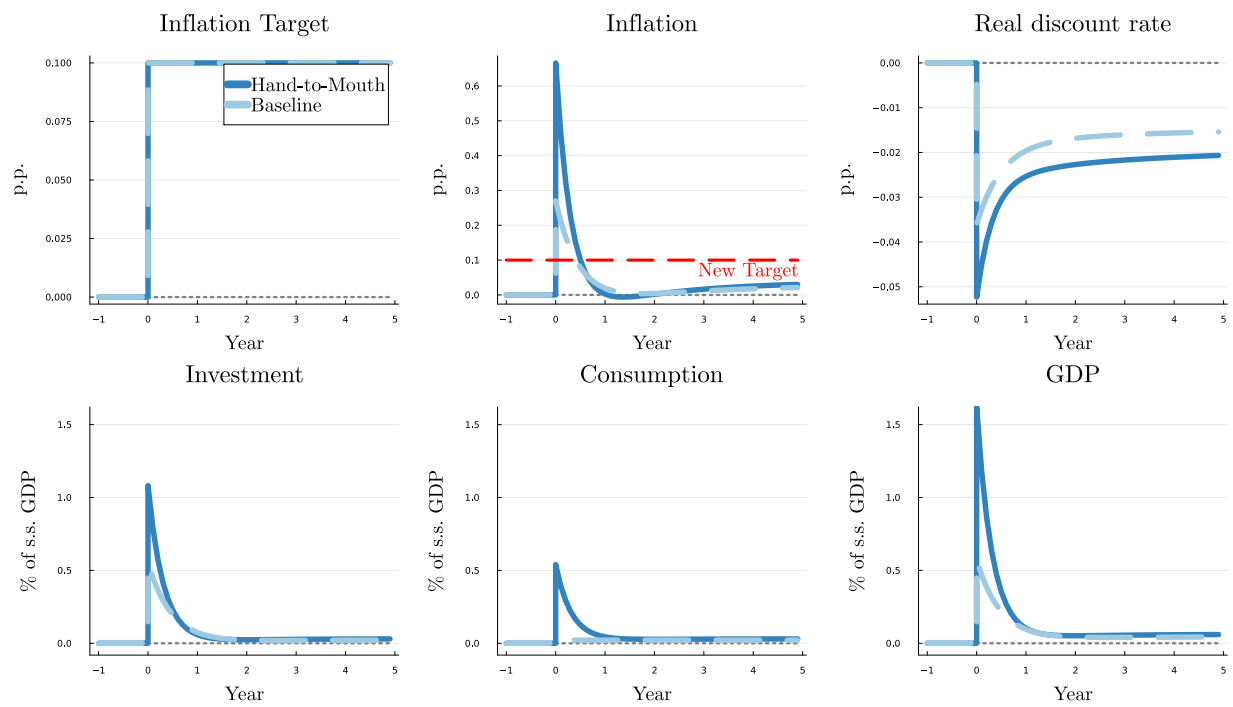 Inflation Target
Inflation
Real discount rate
p.p.
0.100
0.075
0.050
0.025
0.000
Hand-to-Mouth
Baseline
−1 0 1 2 3 4 5
Year
p.p.
0.6
0.5
0.4
0.3
0.2
0.1
0.0
New Target
−1 0 1 2 3 4 5
Year
p.p.
0.00
−0.01
−0.02
−0.03
−0.04
−0.05
−1 0 1 2 3 4 5
Year
Investment
Consumption
GDP
% of s.s. GDP
1.5
1.0
0.5
0.0
−1 0 1 2 3 4 5
Year
% of s.s. GDP
1.5
1.0
0.5
0.0
−1 0 1 2 3 4 5
Year
% of s.s. GDP
1.5
1.0
0.5
0.0
−1 0 1 2 3 4 5
Year